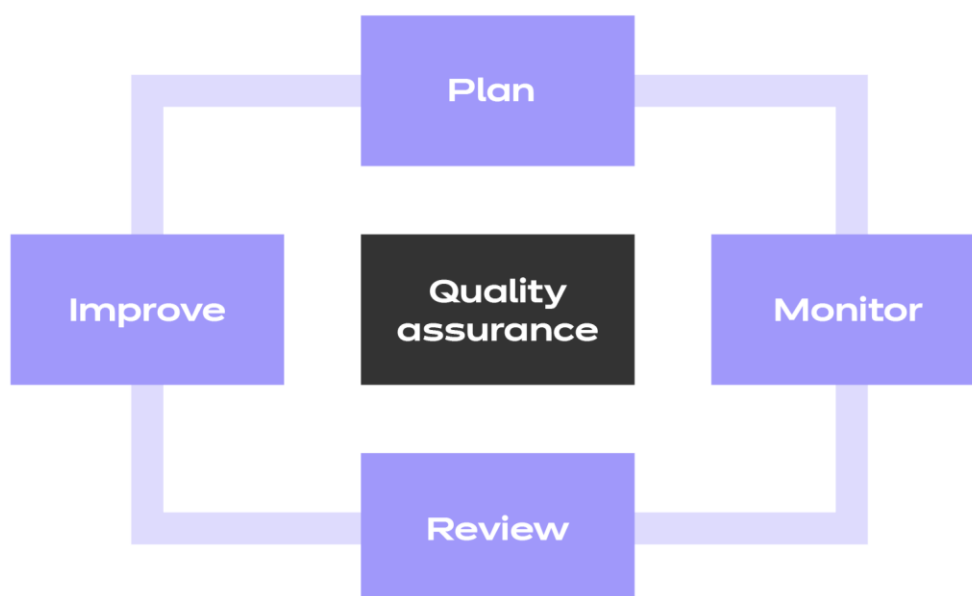 Plan
Improve
Quality
assurance
Monitor
Review